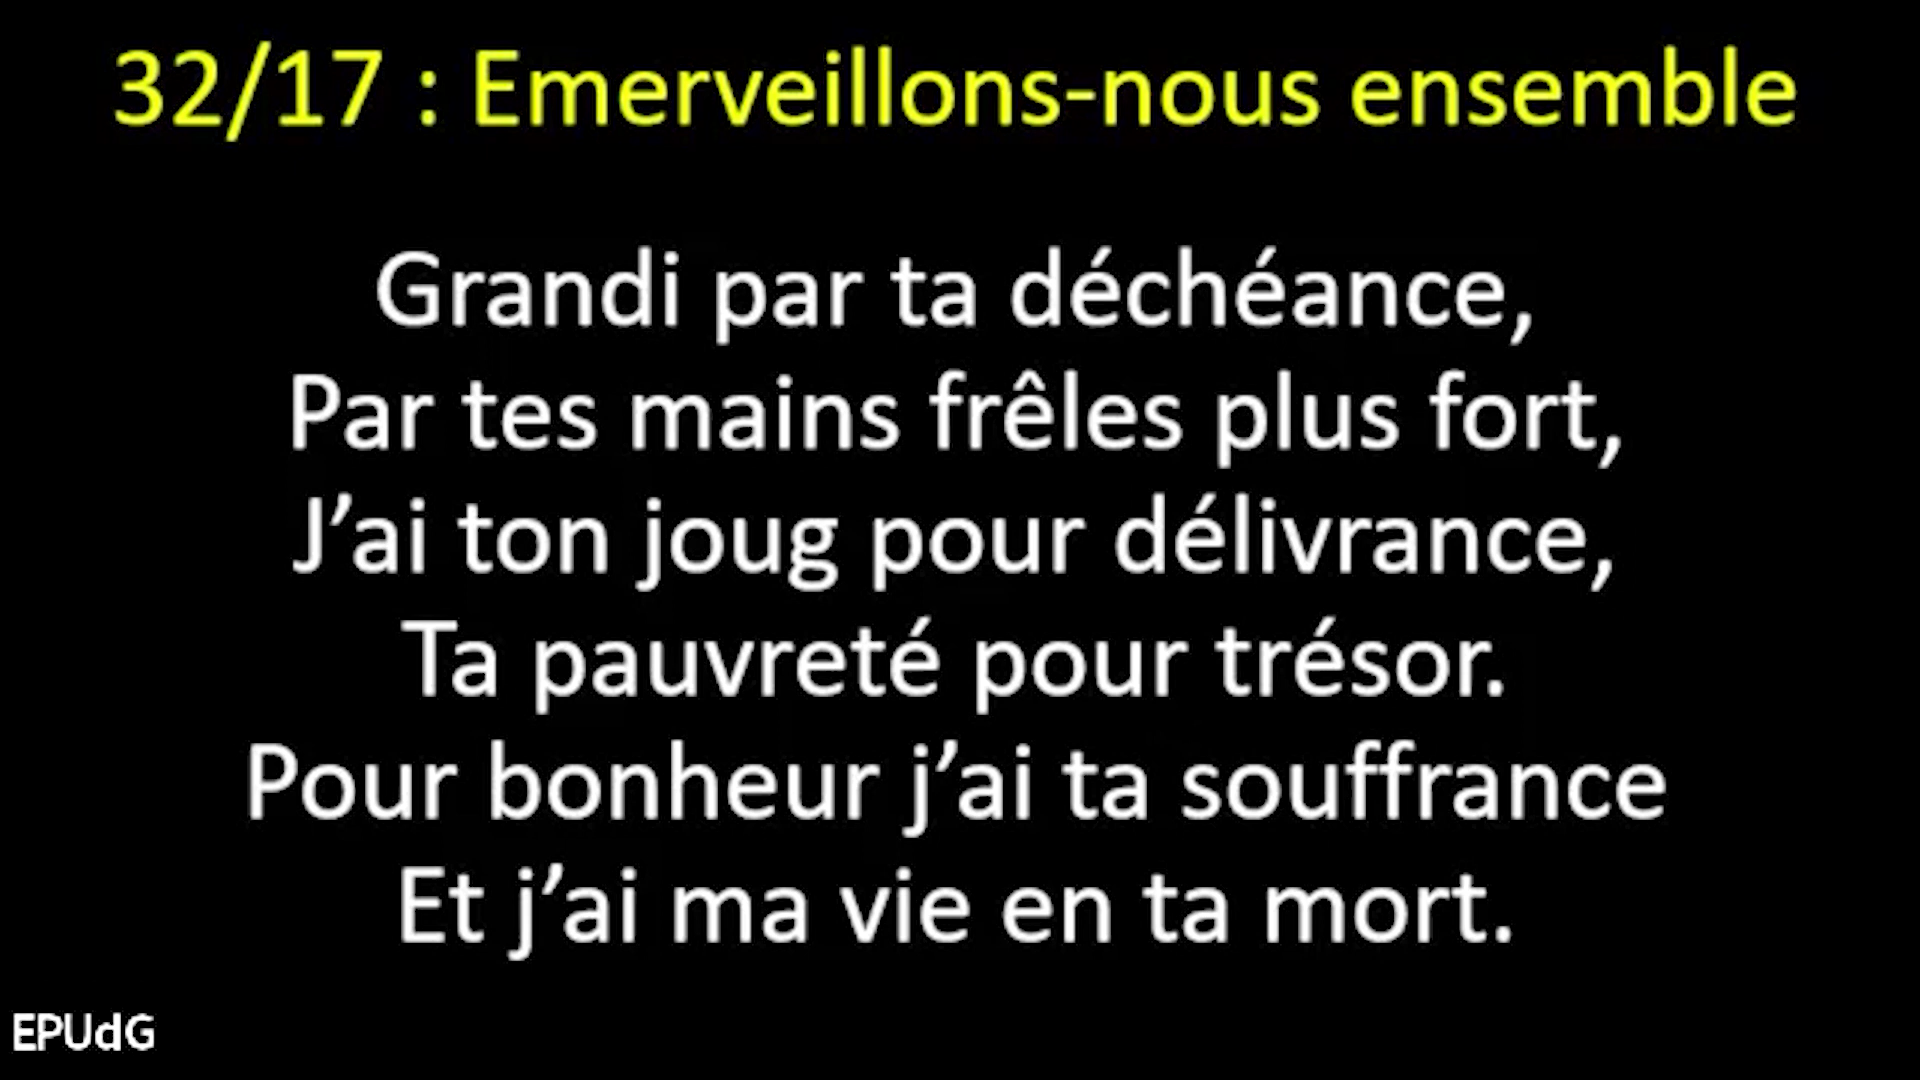 32/17 : Emerveillons-nous ensemble
Grandi par ta déchéance,
Par tes mains frêles plus fort,
J’ai ton joug pour délivrance,
Ta pauvreté pour trésor.
Pour bonheur j’ai ta souffrance
Et j’ai ma vie en ta mort.
EPUdG